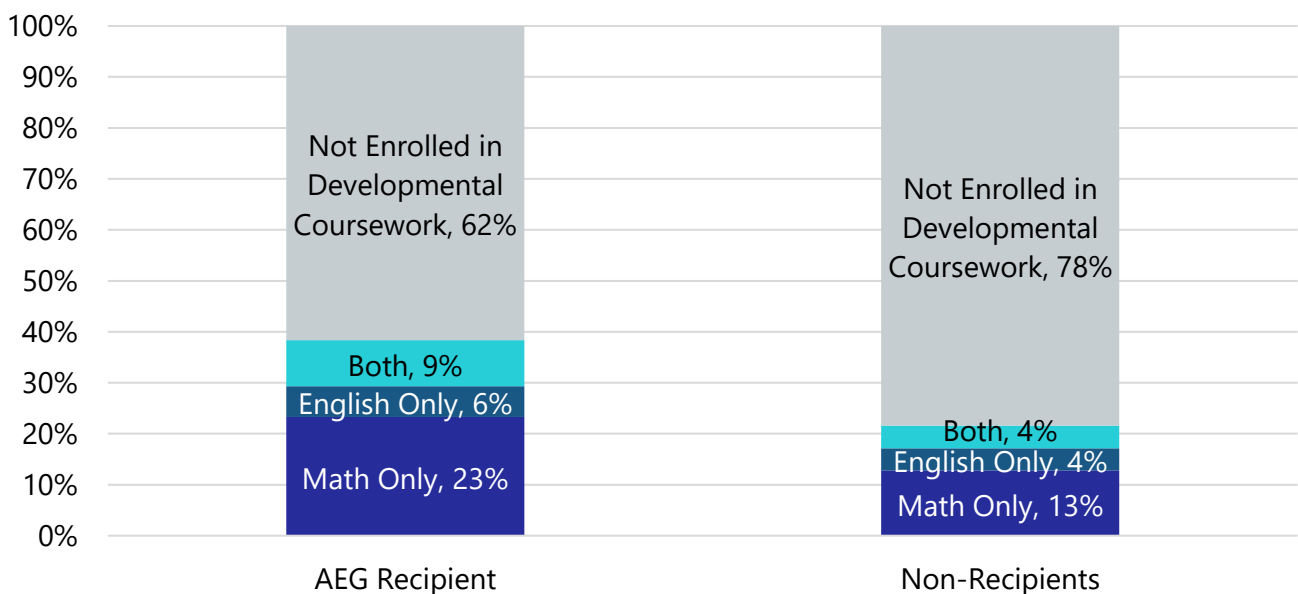 100%
90%
80%
70%
60%
50%
40%
30%
20%
10%
0%
Not Enrolled in
Developmental
Coursework, 62%
Both, 9%
English Only, 6%
Math Only, 23%
Not Enrolled in
Developmental
Coursework, 78%
Both, 4%
English Only, 4%
Math Only, 13%
AEG Recipient
Non-Recipients